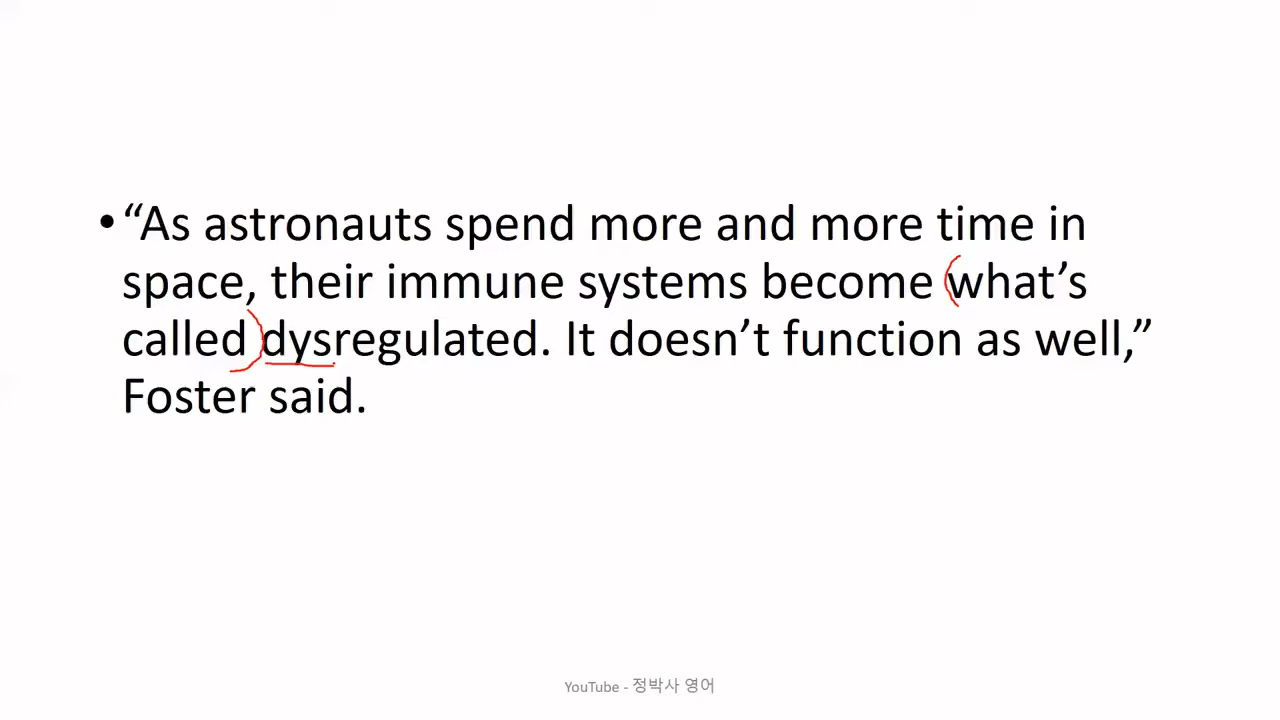 •“As astronauts spend more and more time in
space, their immune systems become what’s
called dysregulated. It doesn’t function as well,”
Foster said.
YouTube - 정박사 영어